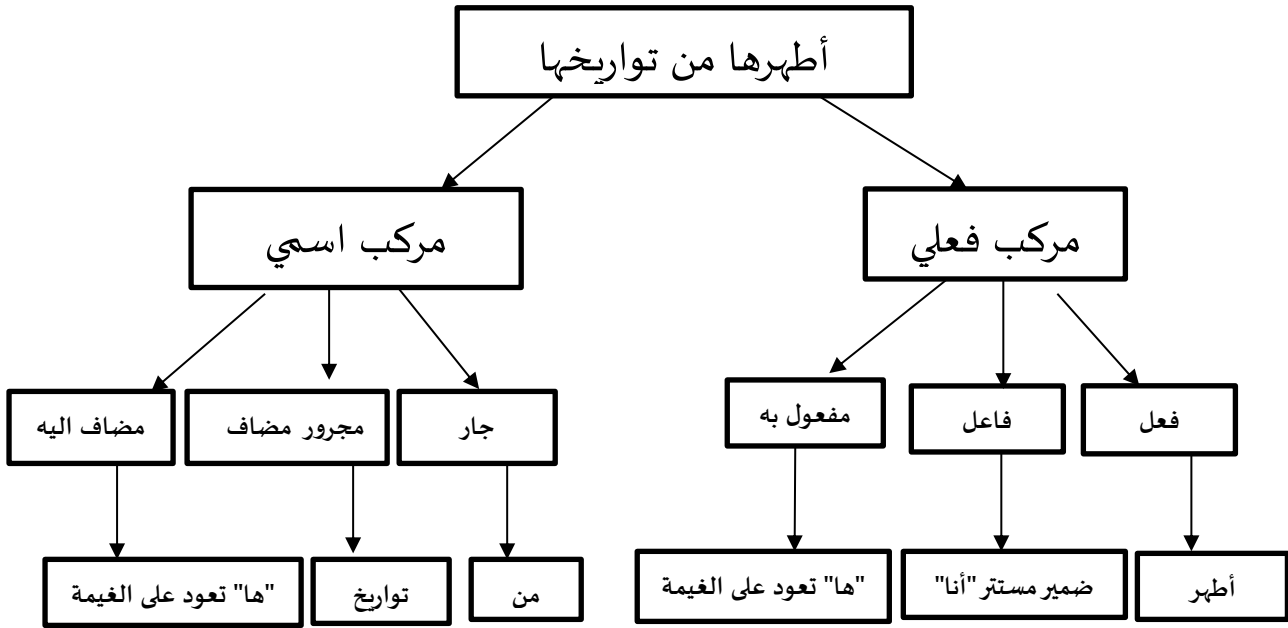 أطهرها من تواريخها
مركب فعلي
مركب اسمي
فعل
فاعل
مفعول به
جار
مجرور مضاف
مضاف اليه
أطهر
ضمير مستتر "أنا"
"ها" تعود على الغيمة
من
تواريخ
"ها" تعود على الغيمة